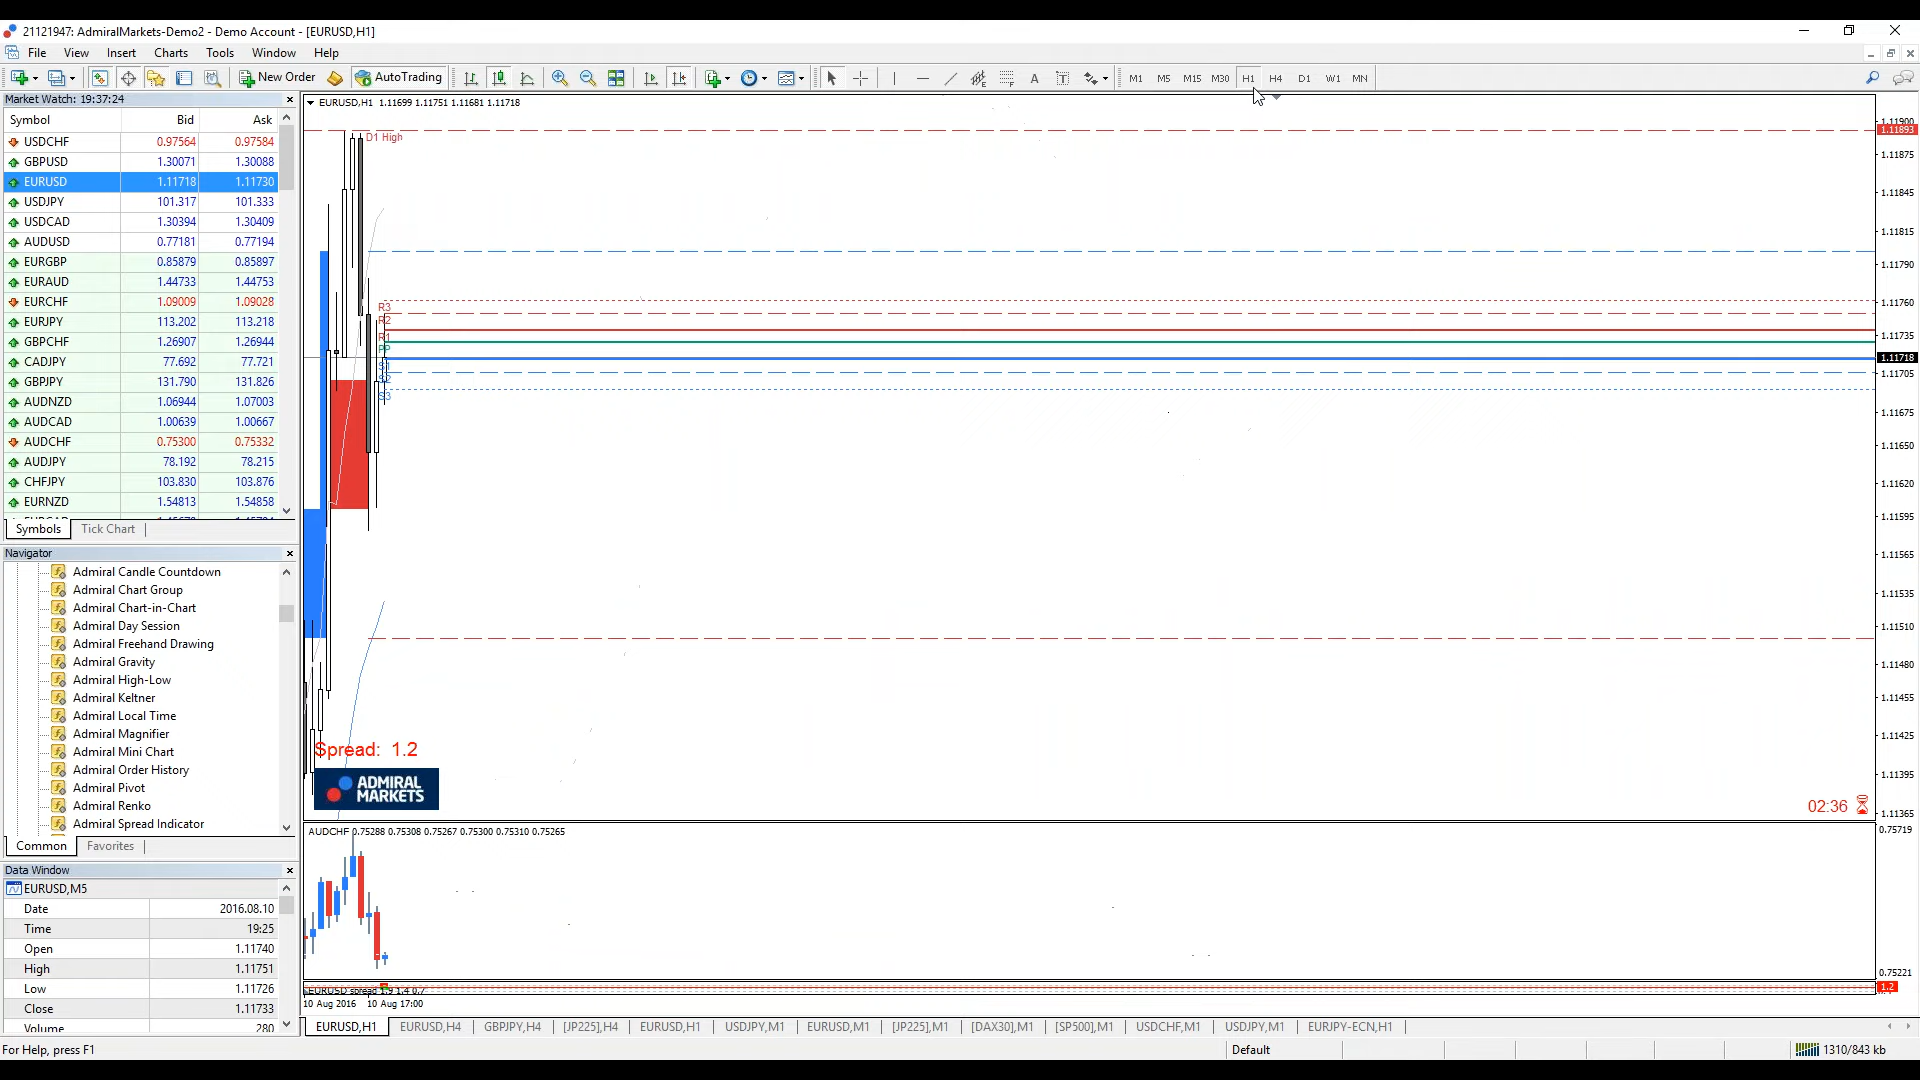 21121947: AdmiralMarkets-Demo2 - Demo Account - [EURUSD,H1]
File View Insert Charts Tools Window Help
New Order AutoTrading M1 M5 M15 M30 H1 H4 D1 W1 MN
Market Watch: 19:37:24
Symbol Bid Ask
USDCHF 0.97564 0.97584
GBPUSD 1.30071 1.30088
EURUSD 1.11718 1.11730
USDJPY 101.317 101.333
USDCAD 1.30394 1.30409
AUDUSD 0.77181 0.77194
EURGBP 0.85879 0.85897
EURAUD 1.44733 1.44753
EURCHF 1.09009 1.09028
EURJPY 113.202 113.218
GBPCHF 1.26907 1.26944
CADJPY 77.692 77.721
GBPJPY 131.790 131.826
AUDNZD 1.06944 1.07003
AUDCAD 1.00639 1.00667
AUDCHF 0.75300 0.75332
AUDJPY 78.192 78.215
CHFJPY 103.830 103.876
EURNZD 1.54813 1.54858
Symbols Tick Chart
Navigator
Admiral Candle Countdown
Admiral Chart Group
Admiral Chart-in-Chart
Admiral Day Session
Admiral Freehand Drawing
Admiral Gravity
Admiral High-Low
Admiral Keltner
Admiral Local Time
Admiral Magnifier
Admiral Mini Chart
Admiral Order History
Admiral Pivot
Admiral Renko
Admiral Spread Indicator
Common Favorites
Data Window
EURUSD,M5
Date 2016.08.10
Time 19:25
Open 1.11740
High 1.11751
Low 1.11726
Close 1.11733
Volume 280
EURUSD,H1 1.11699 1.11751 1.11681 1.11718
D1 High
R3
R2
R1
PP
S1
S2
S3
Spread: 1.2
ADMIRAL
MARKETS
02:36
1.11900
1.11893
1.11875
1.11845
1.11815
1.11790
1.11760
1.11735
1.11718
1.11705
1.11675
1.11650
1.11620
1.11595
1.11565
1.11535
1.11510
1.11480
1.11455
1.11425
1.11395
1.11365
AUDCHF 0.75288 0.75308 0.75267 0.75300 0.75310 0.75265
0.75719
0.75221
EURUSD spread 1.9 1.4 0.7
1.2
10 Aug 2016 10 Aug 17:00
EURUSD,H1 EURUSD,H4 GBPJPY,H4 [JP225],H4 EURUSD,H1 USDJPY,M1 EURUSD,M1 [JP225],M1 [DAX30],M1 [SP500],M1 USDCHF,M1 USDJPY,M1 EURJPY-ECN,H1
For Help, press F1 Default 1310/843 kb